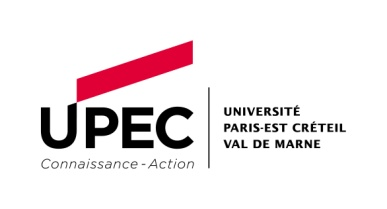 UPEC
Connaissance - Action
UNIVERSITÉ
PARIS-EST CRÉTEIL
VAL DE MARNE